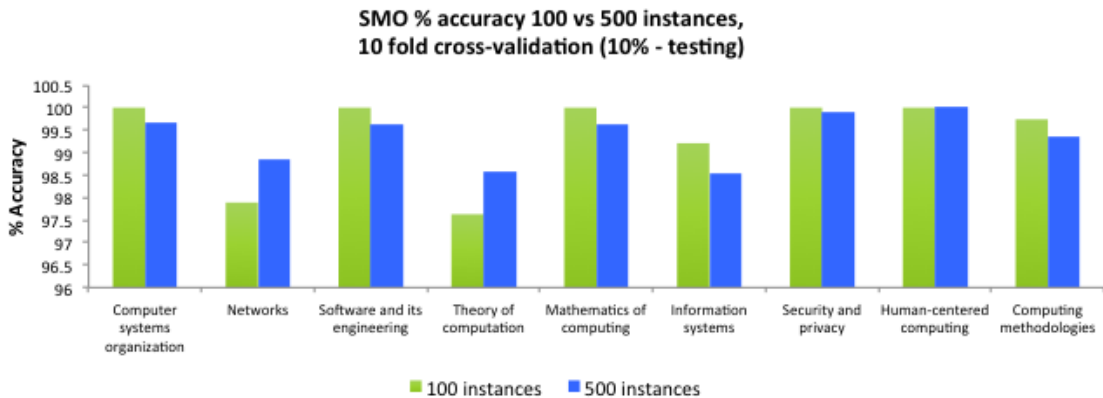 SMO % accuracy 100 vs 500 instances,
10 fold cross-validation (10% - testing)
% Accuracy
100.5
100
99.5
99
98.5
98
97.5
97
96.5
96
Computer systems organization
Networks
Software and its engineering
Theory of computation
Mathematics of computing
Information systems
Security and privacy
Human-centered computing
Computing methodologies
100 instances
500 instances